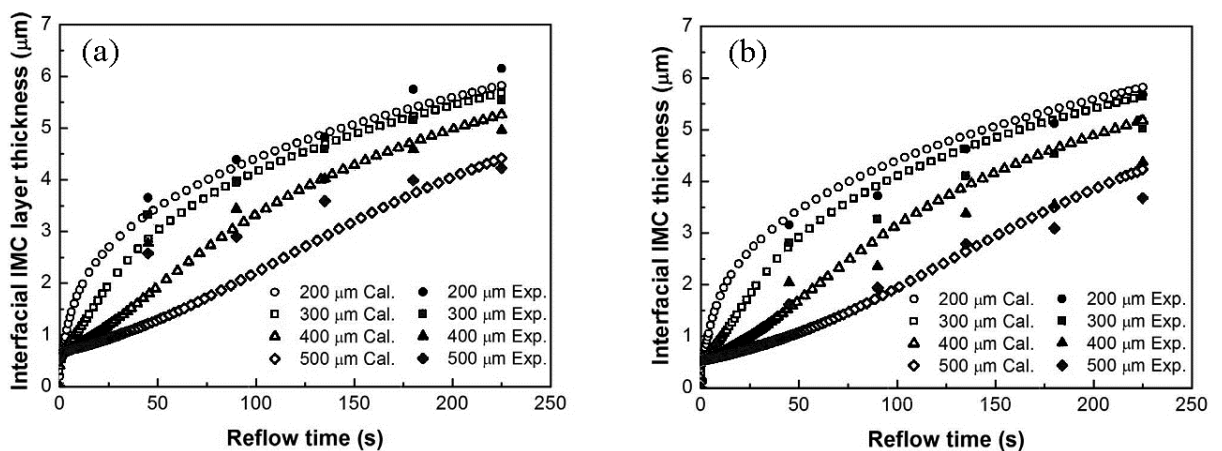 (a)
Interfacial IMC layer thickness (μm)
7
6
5
4
3
2
1
0
200 μm Cal.
200 μm Exp.
300 μm Cal.
300 μm Exp.
400 μm Cal.
400 μm Exp.
500 μm Cal.
500 μm Exp.
0
50
100
150
200
250
Reflow time (s)
(b)
Interfacial IMC thickness (μm)
7
6
5
4
3
2
1
0
200 μm Cal.
200 μm Exp.
300 μm Cal.
300 μm Exp.
400 μm Cal.
400 μm Exp.
500 μm Cal.
500 μm Exp.
0
50
100
150
200
250
Reflow time (s)